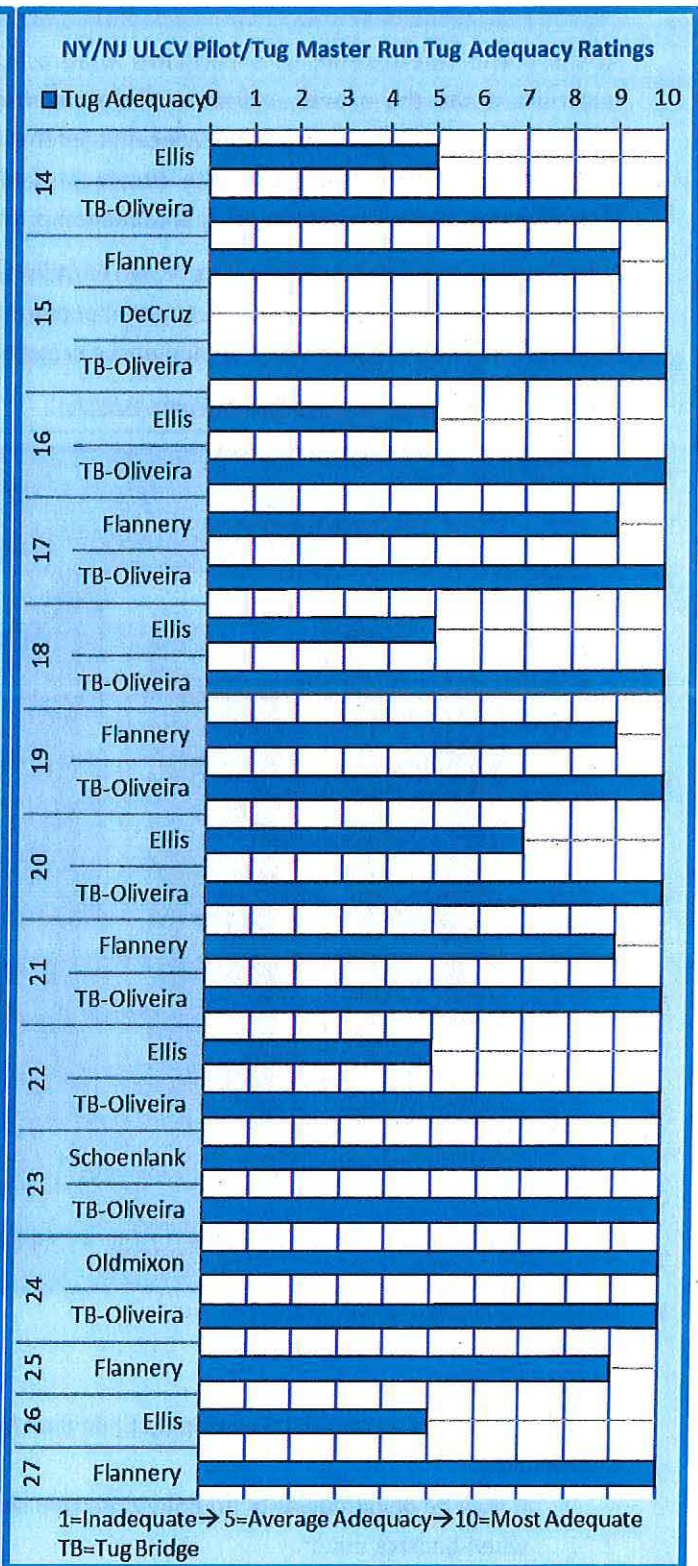 NY/NJ ULCV Pilot/Tug Master Run Tug Adequacy Ratings
Tug Adequacy 0 1 2 3 4 5 6 7 8 9 10
14
Ellis
TB-Oliveira
15
Flannery
DeCruz
TB-Oliveira
16
Ellis
TB-Oliveira
17
Flannery
TB-Oliveira
18
Ellis
TB-Oliveira
19
Flannery
TB-Oliveira
20
Ellis
TB-Oliveira
21
Flannery
TB-Oliveira
22
Ellis
TB-Oliveira
23
Schoenlank
TB-Oliveira
24
Oldmixon
TB-Oliveira
25
Flannery
26
Ellis
27
Flannery
1=Inadequate→5=Average Adequacy→10=Most Adequate
TB=Tug Bridge